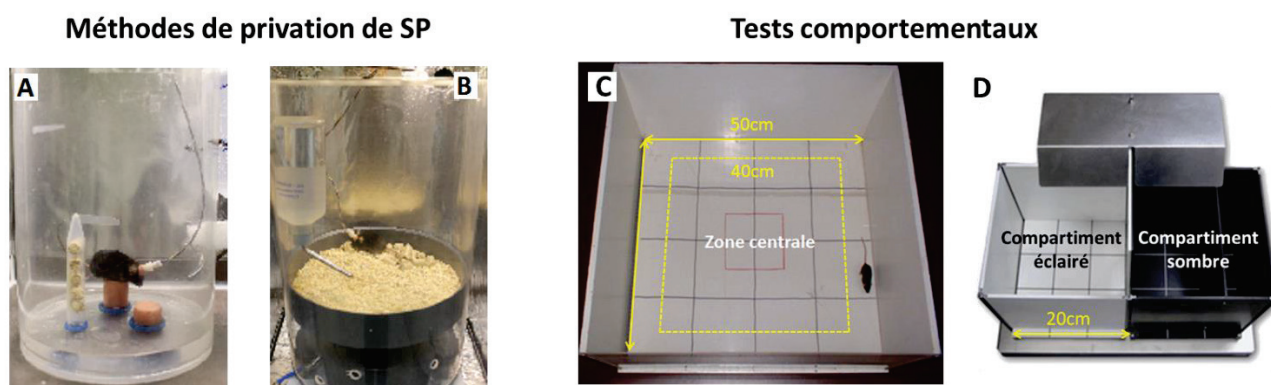 Méthodes de privation de SP
Tests comportementaux
A
B
C
D
50cm
40cm
Zone centrale
Compartiment
éclairé
Compartiment
sombre
20cm